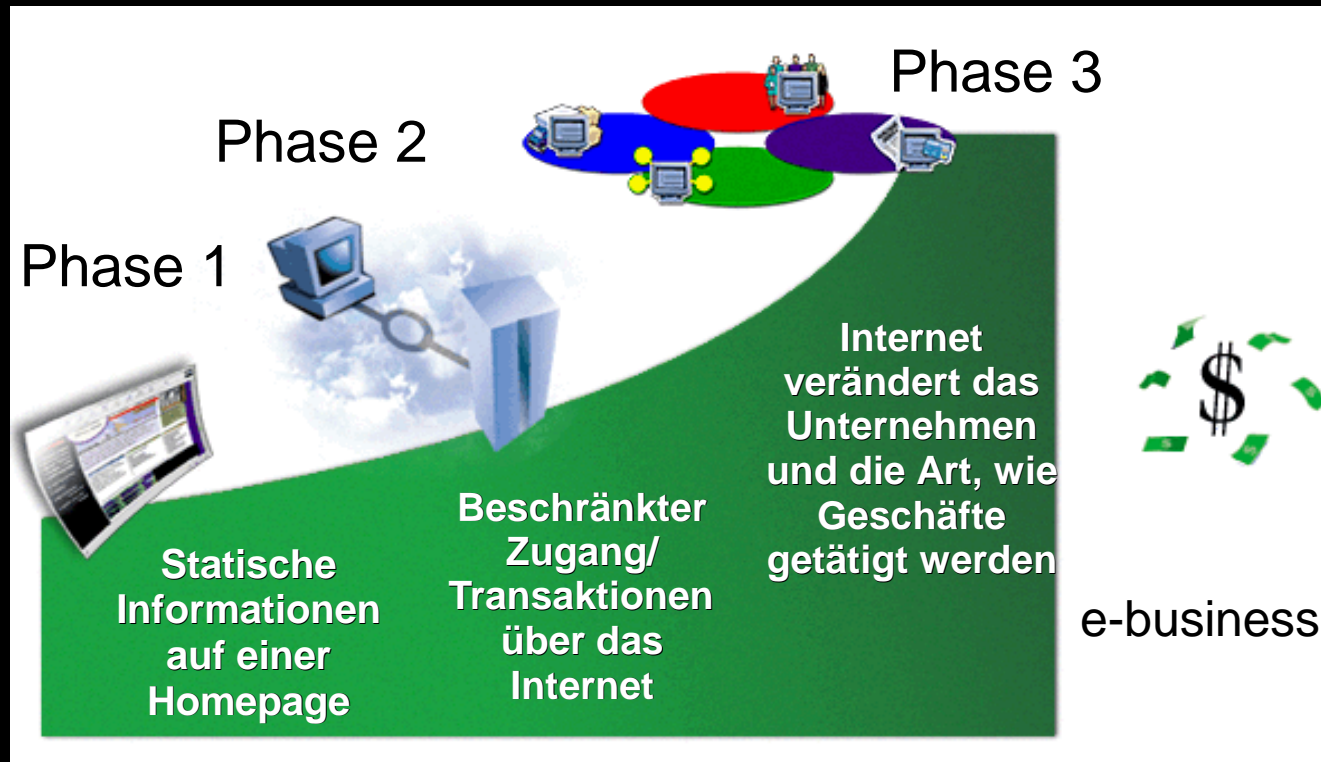 Phase 1
Phase 2
Phase 3
Statische
Informationen
auf einer
Homepage
Beschränkter
Zugang/
Transaktionen
über das
Internet
Internet
verändert das
Unternehmen
und die Art, wie
Geschäfte
getätigt werden
$
e-business